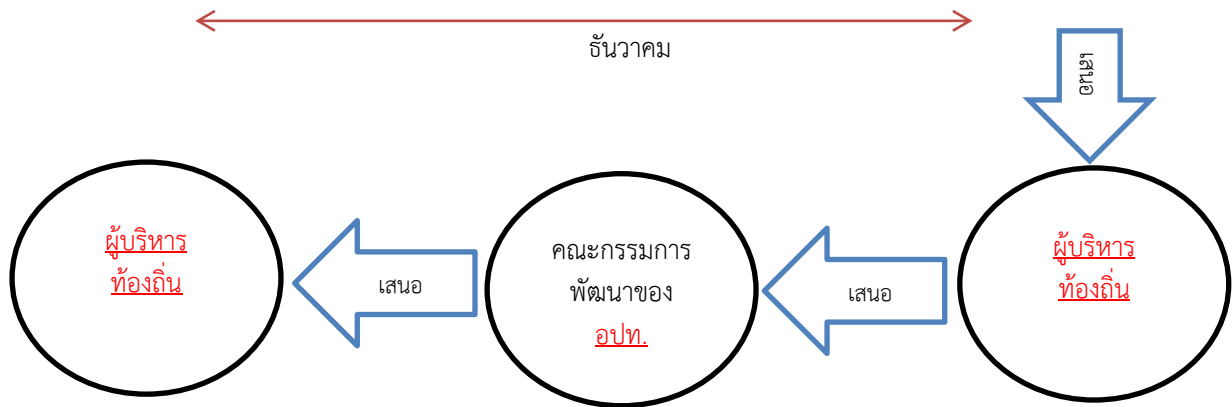 ธันวาคม
เสนอ
ผู้บริหาร
ท้องถิ่น
เสนอ
คณะกรรมการ
พัฒนาของ
อปท.
เสนอ
ผู้บริหาร
ท้องถิ่น